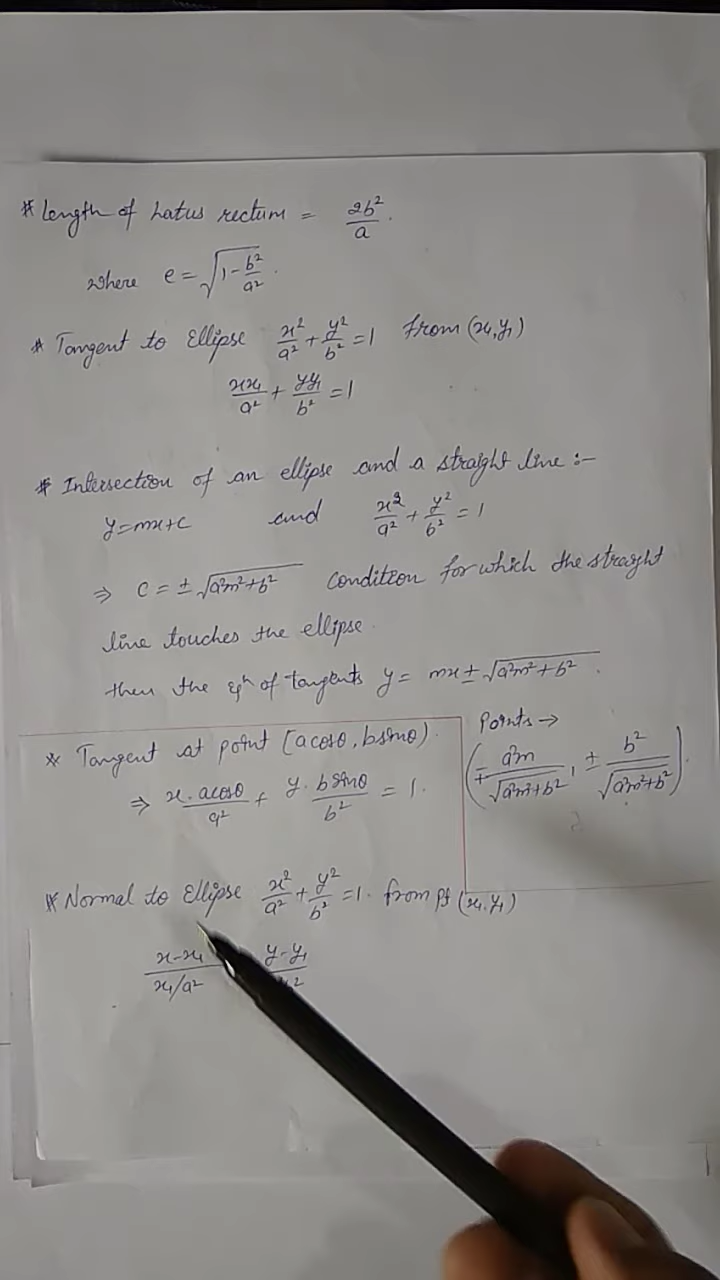 * Length of Latus rectum = 2b²/a.
where e = √(1 - b²/a²).
* Tangent to Ellipse x²/a² + y²/b² = 1 from (x₁, y₁)
xx₁/a² + yy₁/b² = 1
* Intersection of an ellipse and a straight line :-
y = mx + c and x²/a² + y²/b² = 1
⇒ c = ± √(a²m² + b²) Condition for which the straight
line touches the ellipse.
then the eqⁿ of tangents y = mx ± √(a²m² + b²).
* Tangent at point [a cosθ, b sinθ).
⇒ x. a cosθ/a² + y. b sinθ/b² = 1.
Points →
(∓ a²m/√(a²m² + b²), ± b²/√(a²m² + b²)).
* Normal to Ellipse x²/a² + y²/b² = 1. from pt (x₁, y₁)
x - x₁/x₁/a² y - y₁/